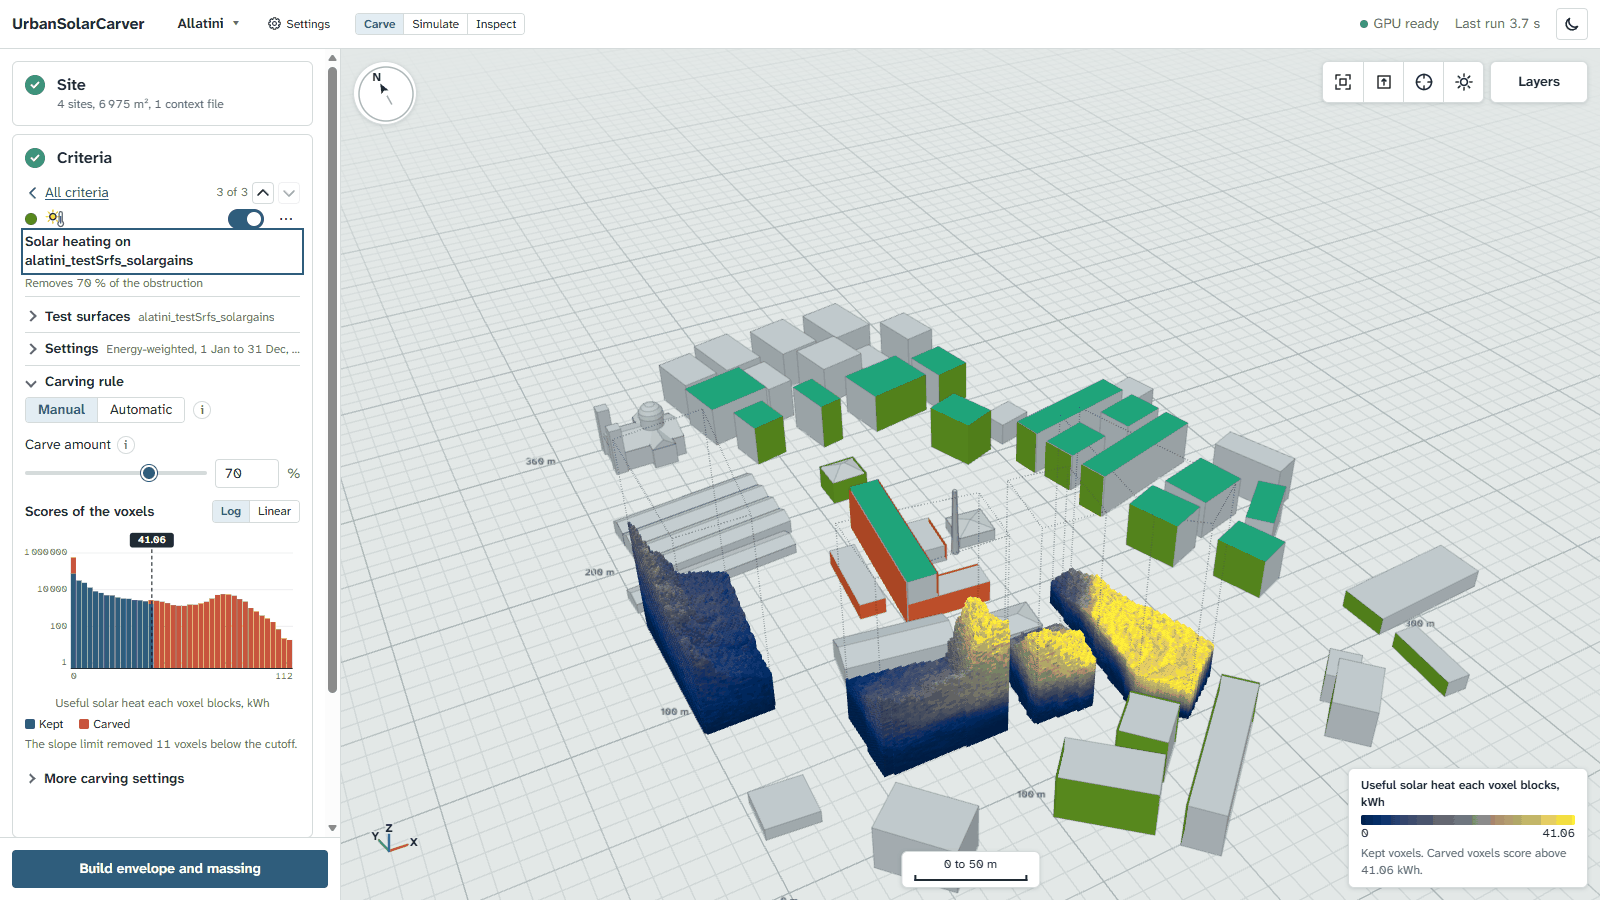 UrbanSolarCarver
Allatini
Settings
Carve
Simulate
Inspect
GPU ready
Last run 3.7 s
Site
4 sites, 6 975 m², 1 context file
Criteria
All criteria
3 of 3
Solar heating on
alatini_testSrfs_solargains
Removes 70 % of the obstruction
Test surfaces alatini_testSrfs_solargains
Settings Energy-weighted, 1 Jan to 31 Dec, ...
Carving rule
Manual
Automatic
Carve amount
70 %
Scores of the voxels
Log
Linear
41.06
1 000 000
10 000
100
1
0
112
Useful solar heat each voxel blocks, kWh
Kept
Carved
The slope limit removed 11 voxels below the cutoff.
More carving settings
Build envelope and massing
N
Layers
360 m
200 m
100 m
300 m
100 m
Z
Y
X
0 to 50 m
Useful solar heat each voxel blocks,
kWh
0
41.06
Kept voxels. Carved voxels score above
41.06 kWh.